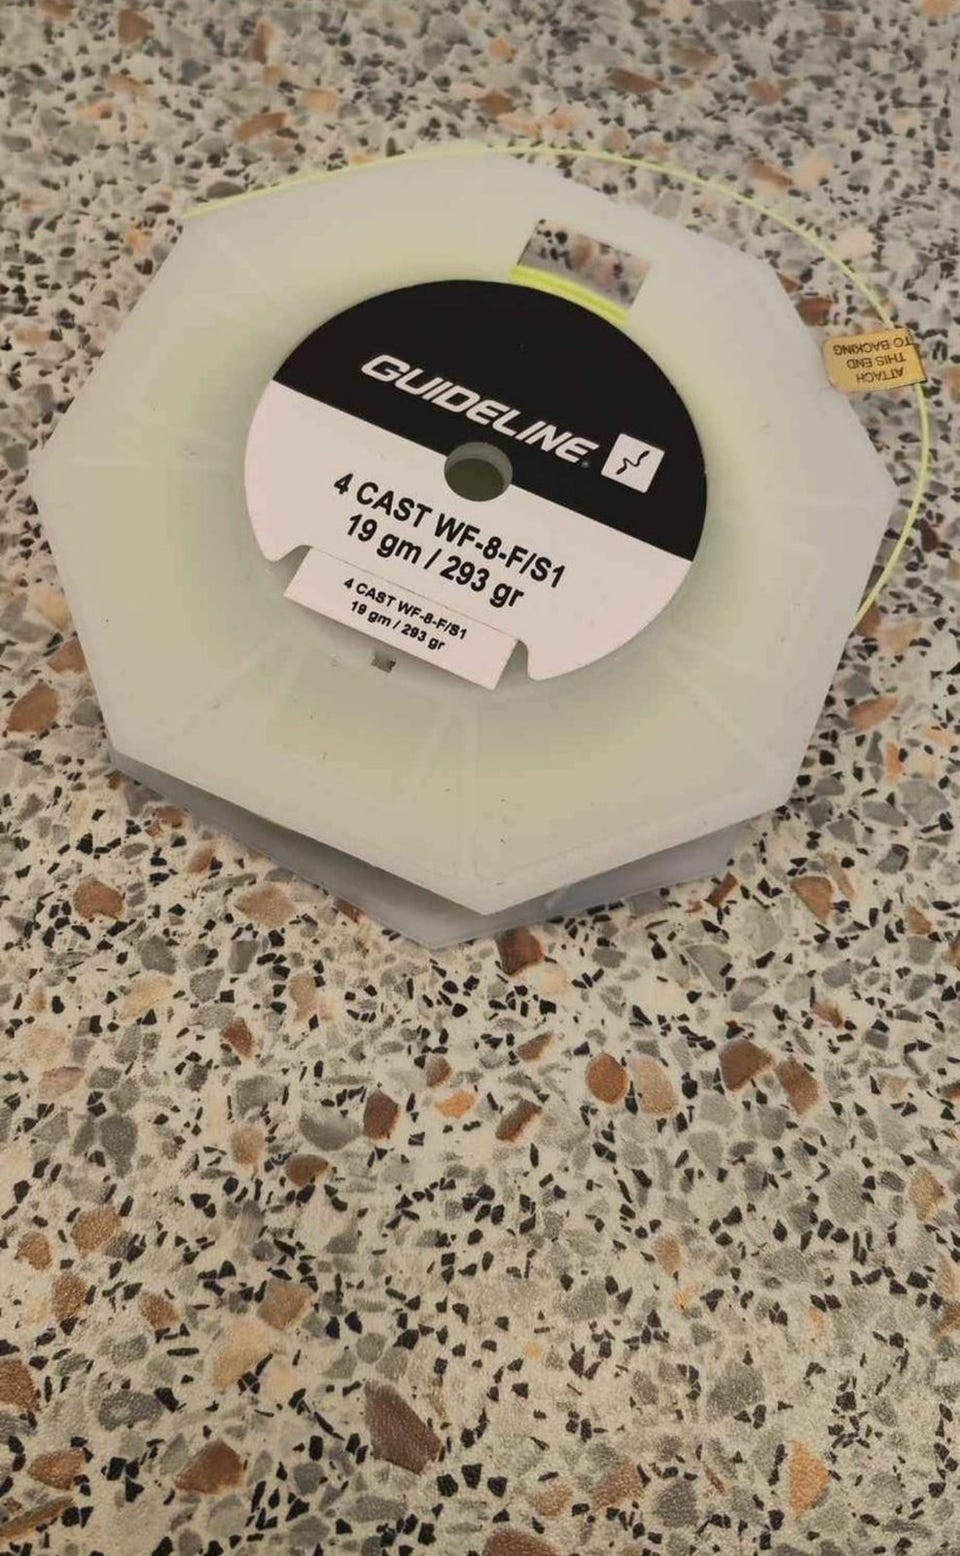 GUIDELINE
4 CAST WF-8-F/S1
19 gm / 293 gr
4 CAST WF-8-F/S1
19 gm / 293 gr
ATTACH
THIS END
TO BACKING